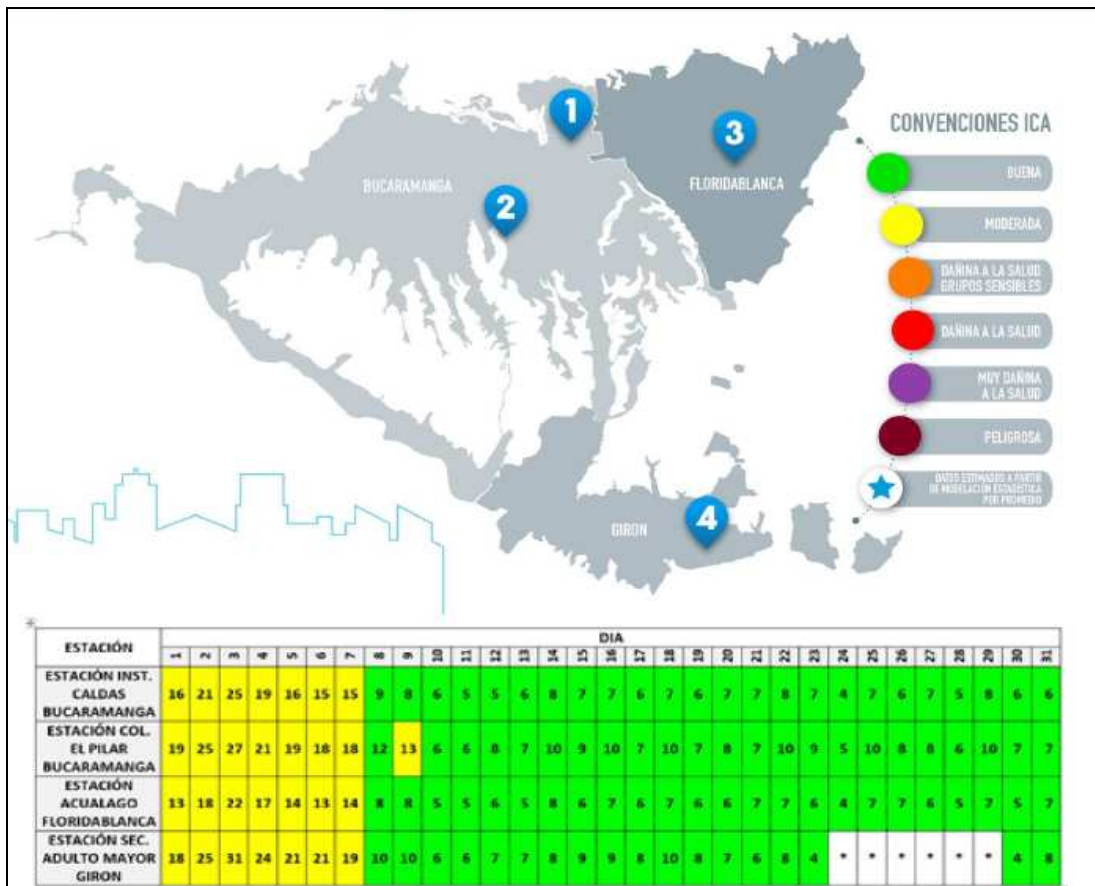 1
3
CONVENCIONES ICA
BUENA
BUCARAMANGA
FLORIDABLANCA
2
MODERADA
DAÑINA A LA SALUD
GRUPOS SENSIBLES
DAÑINA A LA SALUD
MUY DAÑINA
A LA SALUD
PELIGROSA
DATOS ESTIMADOS A PARTIR
DE MODELACIÓN ESTADÍSTICA
POR PROMEDIO
4
GIRON
ESTACIÓN
DIA
1 2 3 4 5 6 7 8 9 10 11 12 13 14 15 16 17 18 19 20 21 22 23 24 25 26 27 28 29 30 31
ESTACIÓN INST.
CALDAS
BUCARAMANGA
16 21 25 19 16 15 15 9 8 6 5 5 6 8 7 7 6 7 6 7 7 8 7 4 7 6 7 5 8 6 6
ESTACIÓN COL.
EL PILAR
BUCARAMANGA
19 25 27 21 19 18 18 12 13 6 6 8 7 10 9 10 7 10 7 8 7 10 9 5 10 8 8 6 10 7 7
ESTACIÓN
ACUALAGO
FLORIDABLANCA
13 18 22 17 14 13 14 8 8 5 5 6 5 8 6 7 6 7 6 6 7 7 6 4 7 7 6 5 7 5 7
ESTACIÓN SEC.
ADULTO MAYOR
GIRON
18 25 31 24 21 21 19 10 10 6 6 7 7 8 9 9 8 10 8 7 6 8 4 * * * * * * 4 8